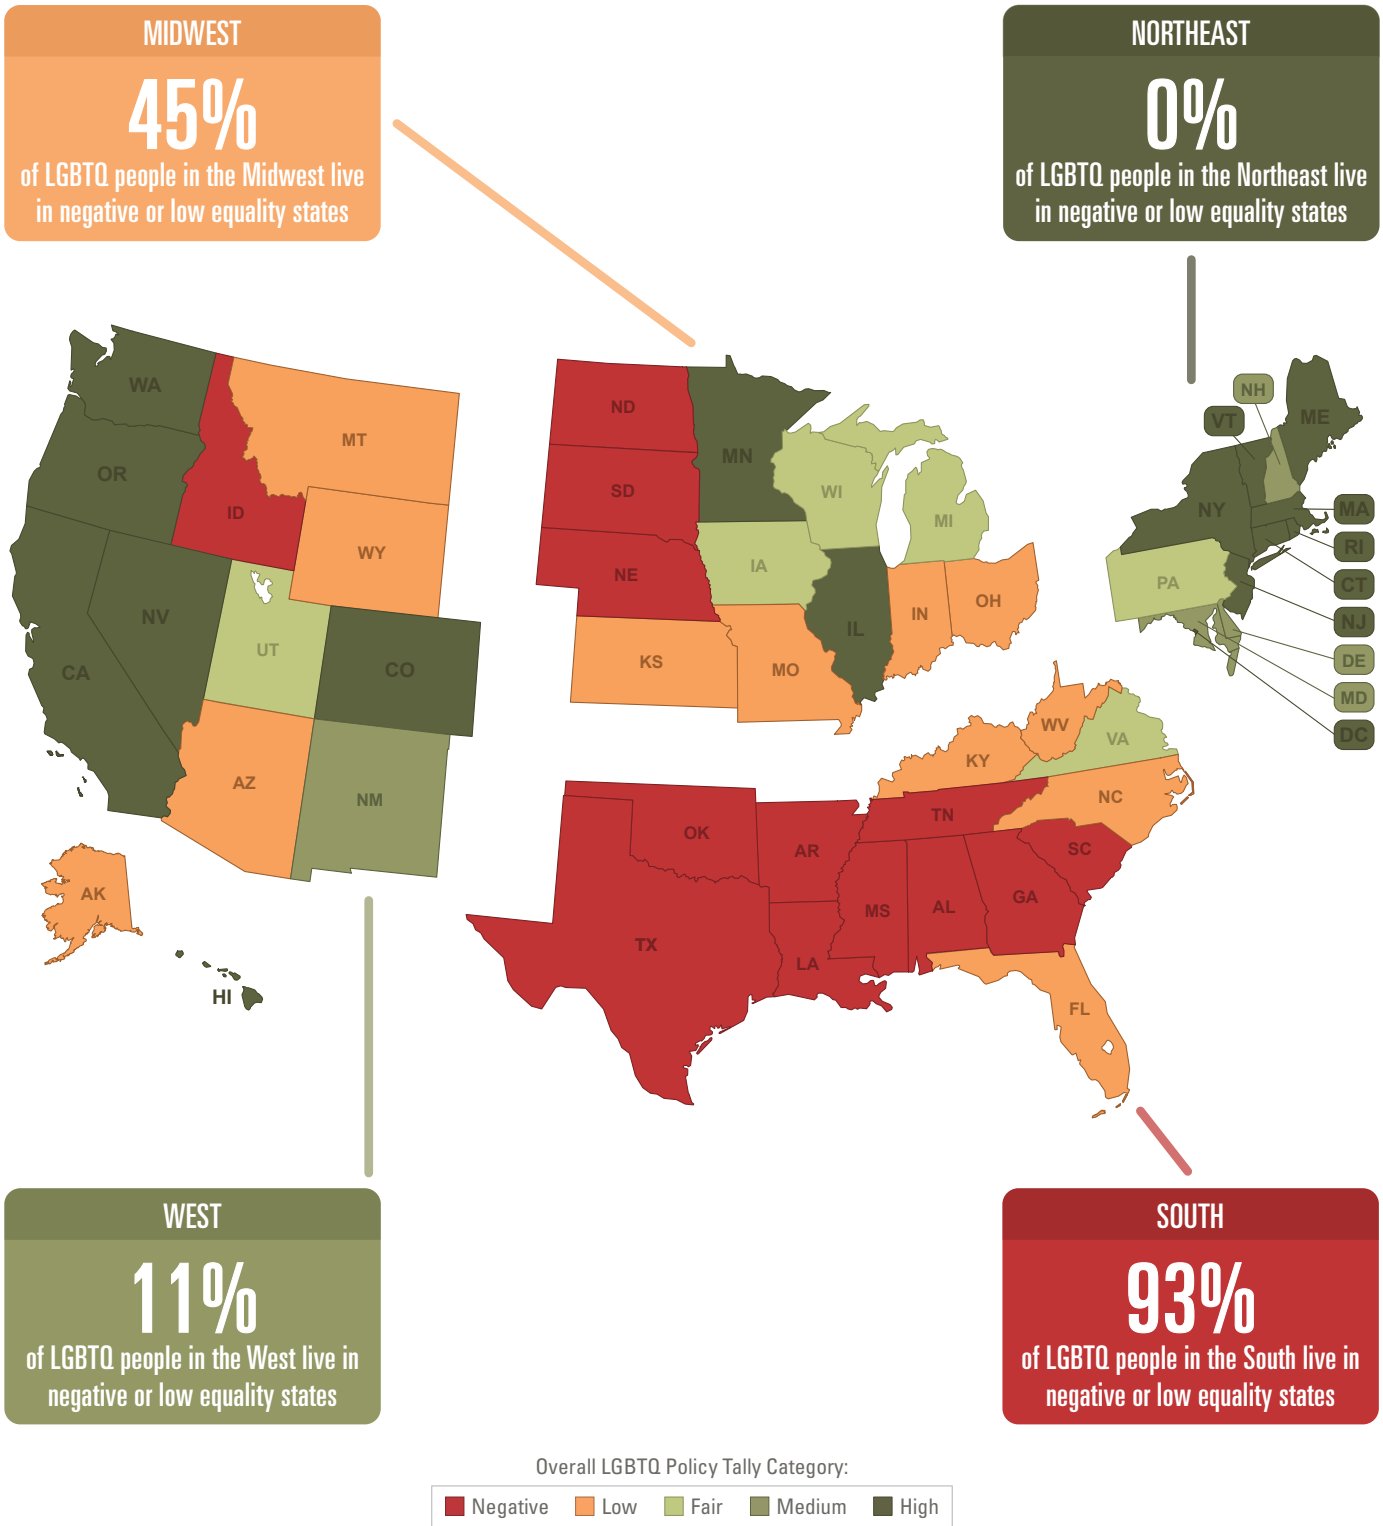 MIDWEST
45%
of LGBTQ people in the Midwest live
in negative or low equality states
NORTHEAST
0%
of LGBTQ people in the Northeast live
in negative or low equality states
WA
OR
CA
NV
ID
MT
WY
UT
CO
AZ
NM
AK
HI
ND
SD
NE
KS
MN
IA
MO
WI
IL
MI
IN
OH
NH
VT
ME
NY
MA
RI
CT
PA
NJ
DE
MD
DC
WV
VA
KY
NC
TN
SC
OK
AR
TX
LA
MS
AL
GA
FL
WEST
11%
of LGBTQ people in the West live in
negative or low equality states
SOUTH
93%
of LGBTQ people in the South live in
negative or low equality states
Overall LGBTQ Policy Tally Category:
Negative Low Fair Medium High